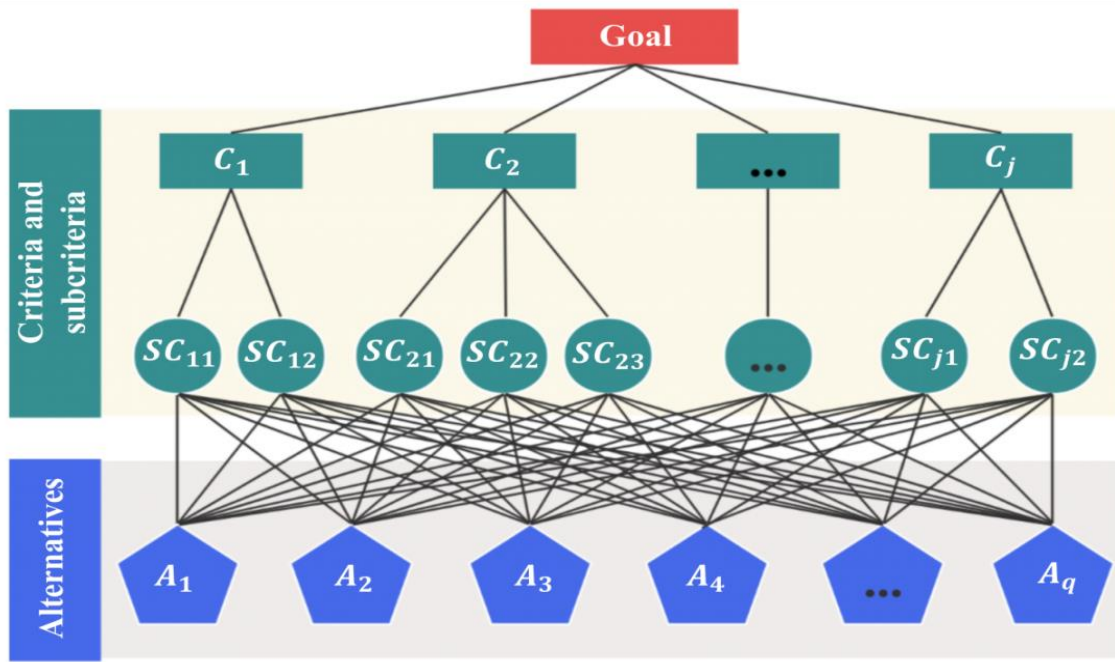 Goal
Criteria and
subcriteria
C₁ C₂ ... Cⱼ
SC₁₁ SC₁₂ SC₂₁ SC₂₂ SC₂₃ ... SCⱼ₁ SCⱼ₂
Alternatives
A₁ A₂ A₃ A₄ ... A_q